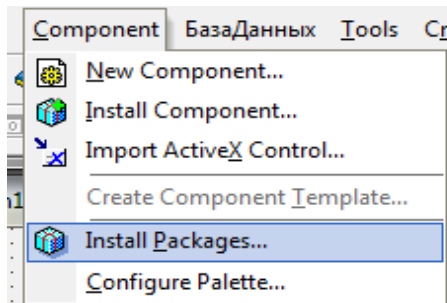 Component БазаДанных Tools
New Component...
Install Component...
Import ActiveX Control...
Create Component Template...
Install Packages...
Configure Palette...